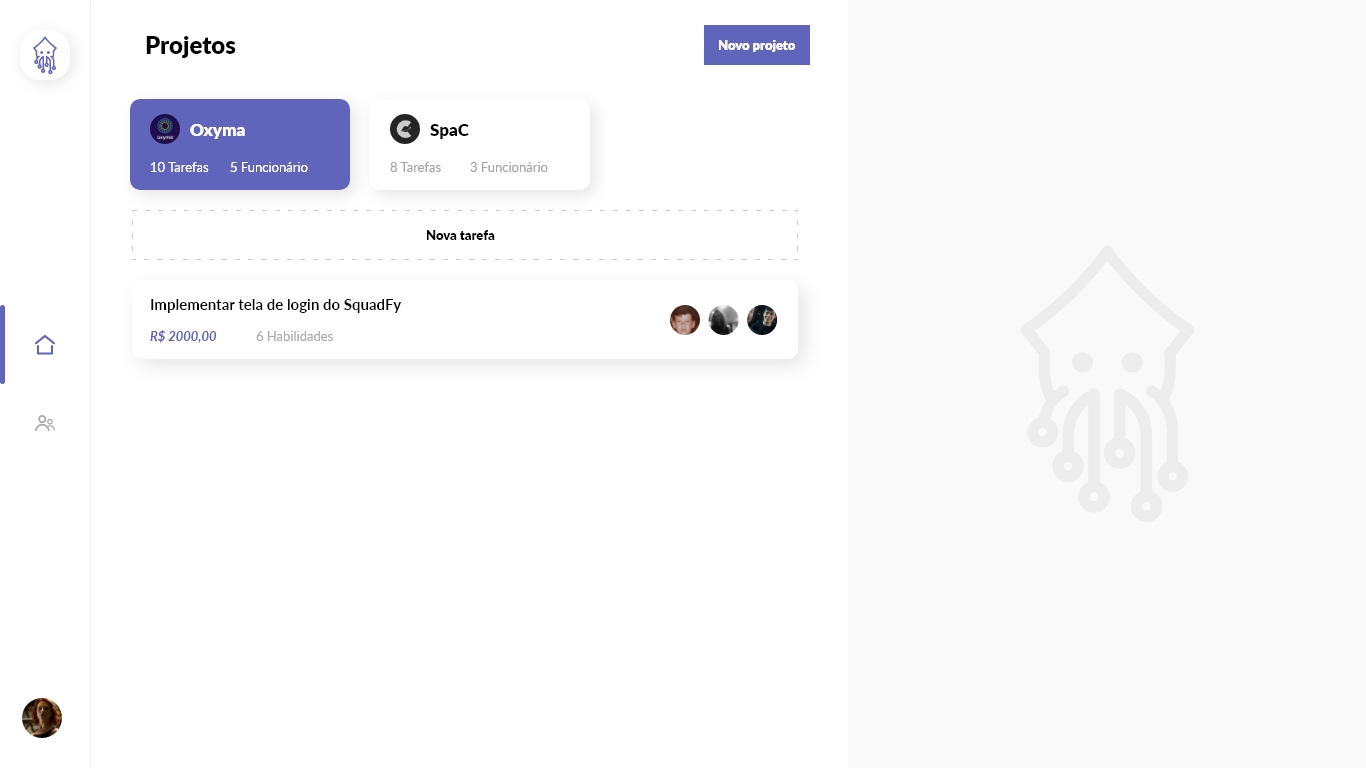 Projetos
Novo projeto
Oxyma
10 Tarefas 5 Funcionário
SpaC
8 Tarefas 3 Funcionário
Nova tarefa
Implementar tela de login do SquadFy
R$ 2000,00 6 Habilidades